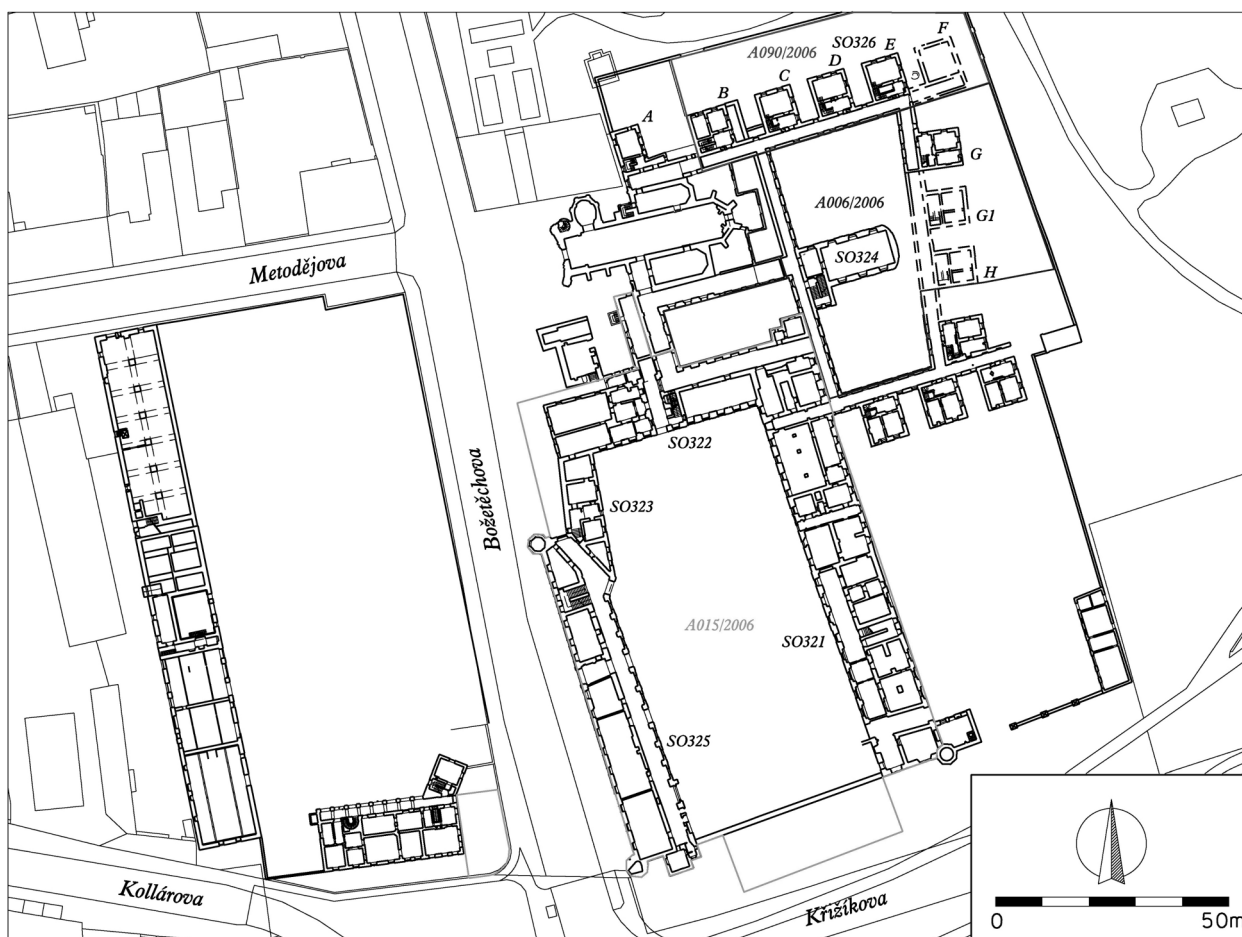 F
SO326
E
A090/2006
D
C
B
A
G
A006/2006
G1
SO324
Metodějova
H
SO322
Božetěchova
SO323
A015/2006
SO321
SO325
Kollárova
Křižíkova
0
50m